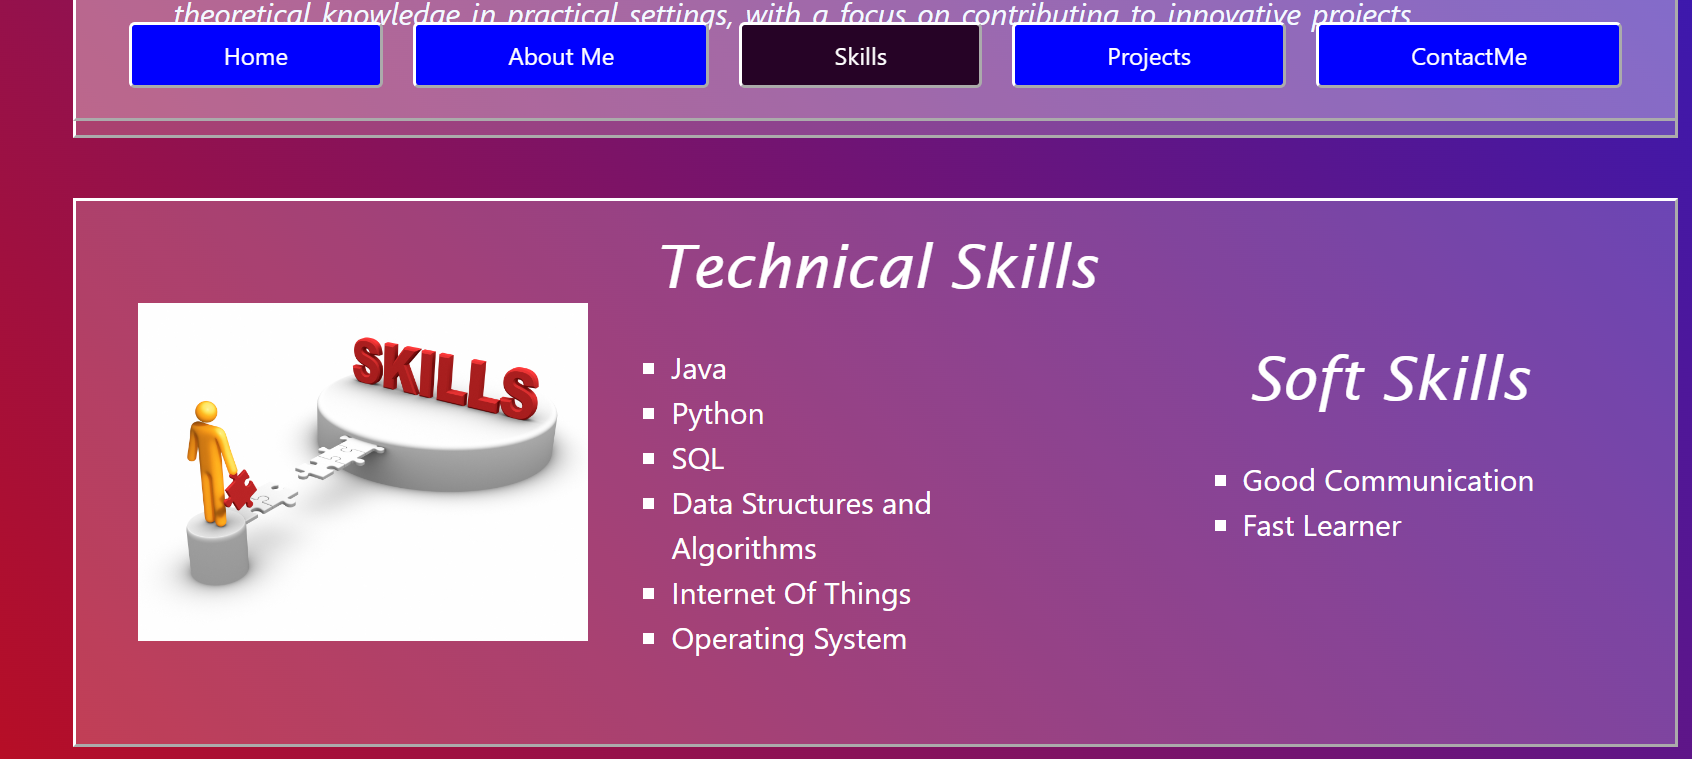 theoretical knowledge in practical settings, with a focus on contributing to innovative projects
Home
About Me
Skills
Projects
ContactMe
Technical Skills
SKILLS
Java
Python
SQL
Data Structures and
Algorithms
Internet Of Things
Operating System
Soft Skills
Good Communication
Fast Learner